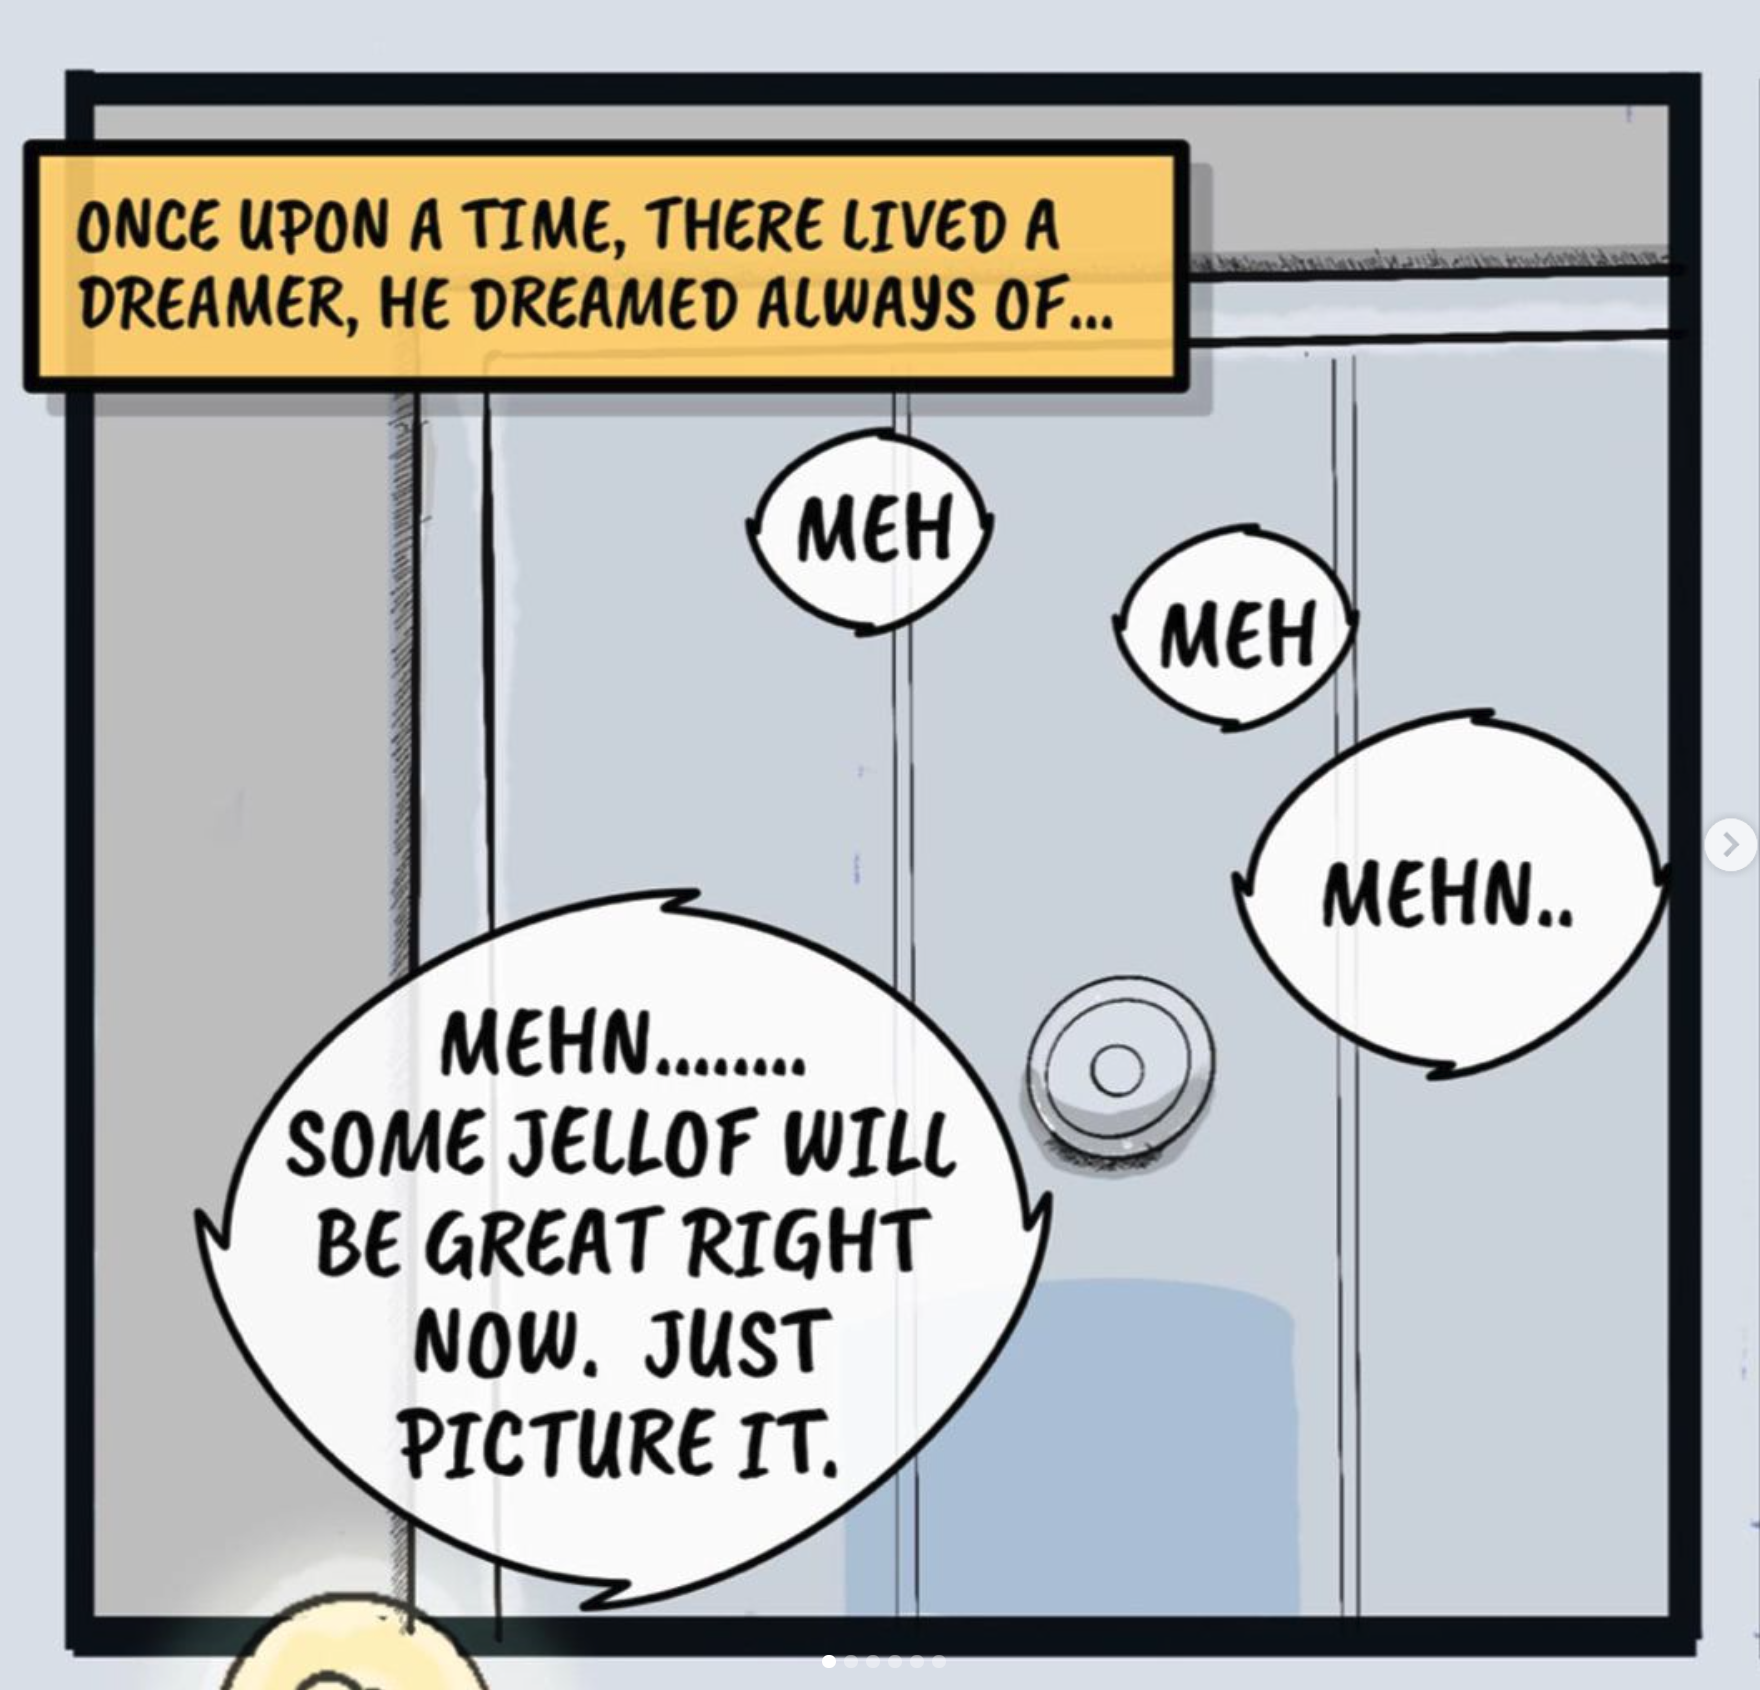 ONCE UPON A TIME, THERE LIVED A
DREAMER, HE DREAMED ALWAYS OF...
MEH
MEH
MEHN..
MEHN........
SOME JELLOF WILL
BE GREAT RIGHT
NOW. JUST
PICTURE IT.